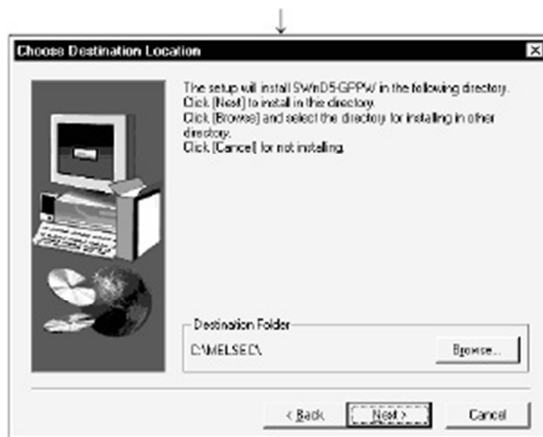 Choose Destination Location
The setup will install SWnD5-GPPW in the following directory.
Click [Next] to install in this directory.
Click [Browse] and select the directory for installing in other
directory.
Click [Cancel] for not installing.
Destination Folder
C:\MELSEC\
Browse...
< Back
Next >
Cancel